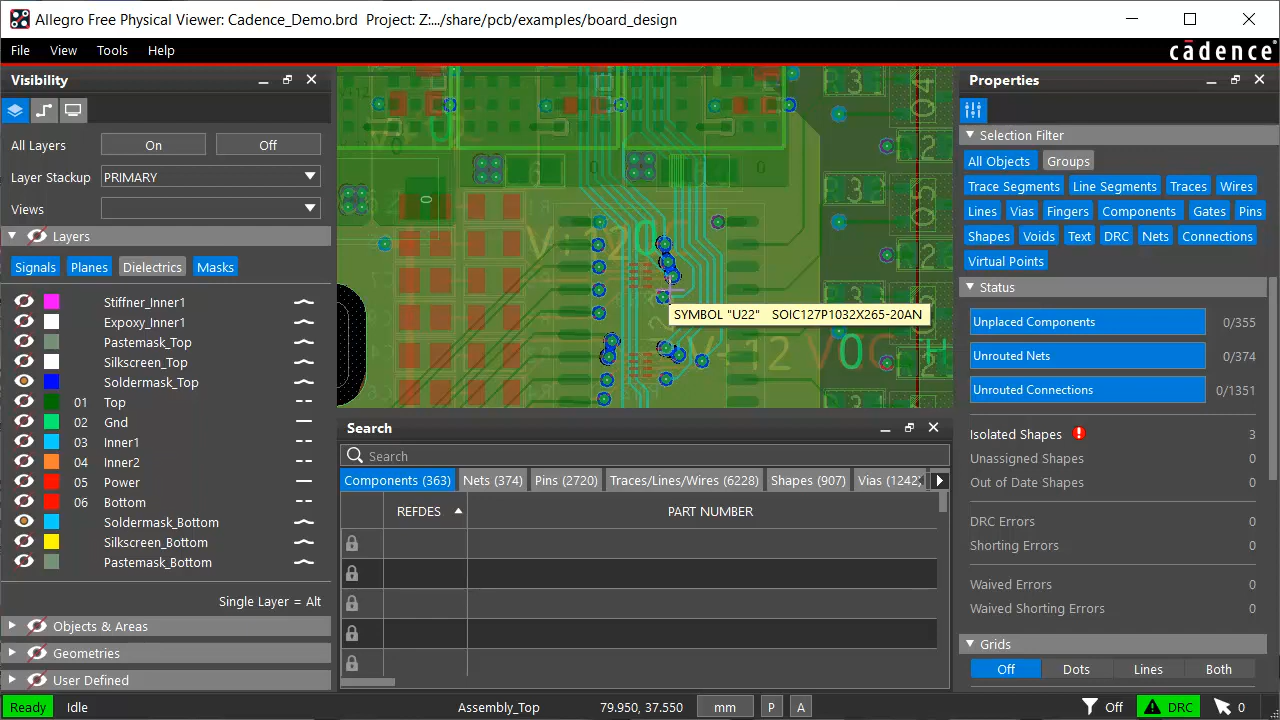 Allegro Free Physical Viewer: Cadence_Demo.brd Project: Z:.../share/pcb/examples/board_design
File View Tools Help
cādence®
Visibility
All Layers On Off
Layer Stackup PRIMARY
Views
Layers
Signals Planes Dielectrics Masks
Stiffner_Inner1
Expoxy_Inner1
Pastemask_Top
Silkscreen_Top
Soldermask_Top
01 Top
02 Gnd
03 Inner1
04 Inner2
05 Power
06 Bottom
Soldermask_Bottom
Silkscreen_Bottom
Pastemask_Bottom
Single Layer = Alt
Objects & Areas
Geometries
User Defined
SYMBOL "U22" SOIC127P1032X265-20AN
Search
Search
Components (363) Nets (374) Pins (2720) Traces/Lines/Wires (6228) Shapes (907) Vias (1242)
REFDES PART NUMBER
Properties
Selection Filter
All Objects Groups
Trace Segments Line Segments Traces Wires
Lines Vias Fingers Components Gates Pins
Shapes Voids Text DRC Nets Connections
Virtual Points
Status
Unplaced Components 0/355
Unrouted Nets 0/374
Unrouted Connections 0/1351
Isolated Shapes 3
Unassigned Shapes 0
Out of Date Shapes 0
DRC Errors 0
Shorting Errors 0
Waived Errors 0
Waived Shorting Errors 0
Grids
Off Dots Lines Both
Ready Idle Assembly_Top 79.950, 37.550 mm P A Off DRC 0